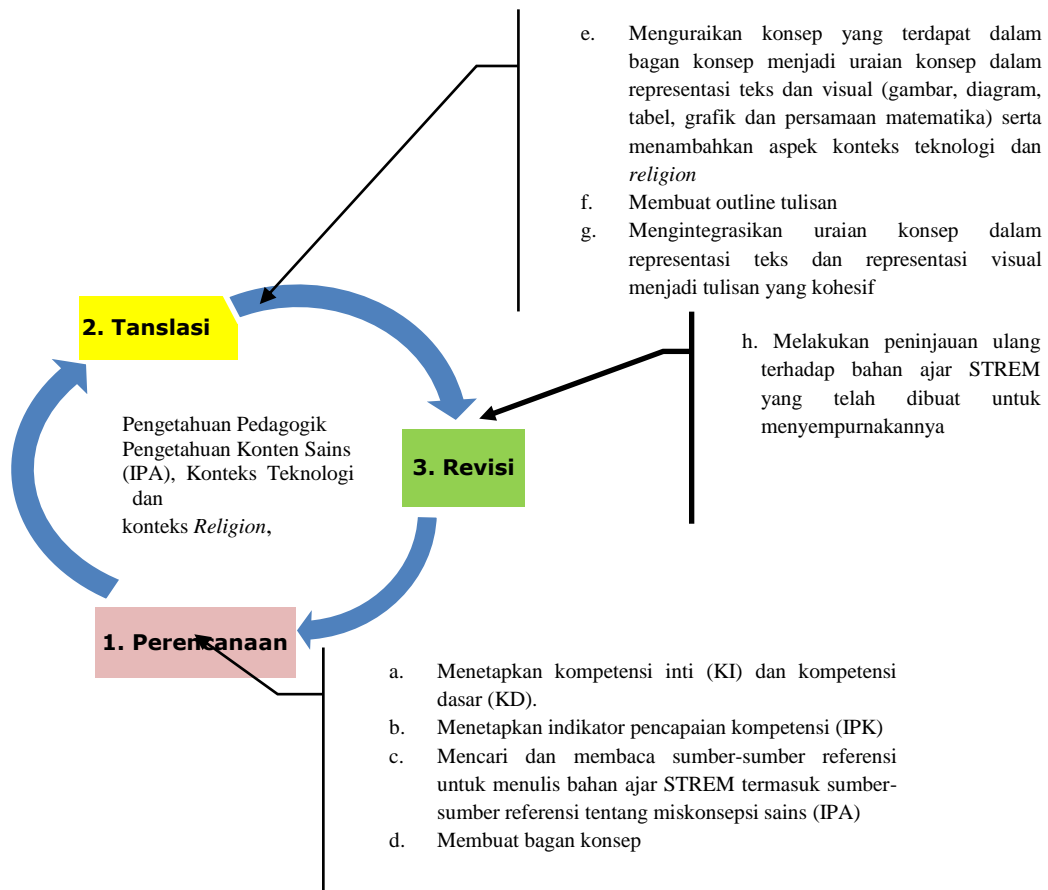 e. Menguraikan konsep yang terdapat dalam
bagan konsep menjadi uraian konsep dalam
representasi teks dan visual (gambar, diagram,
tabel, grafik dan persamaan matematika) serta
menambahkan aspek konteks teknologi dan
religion
f. Membuat outline tulisan
g. Mengintegrasikan uraian konsep dalam
representasi teks dan representasi visual
menjadi tulisan yang kohesif
2. Tanslasi
h. Melakukan peninjauan ulang
terhadap bahan ajar STREM
yang telah dibuat untuk
menyempurnakannya
Pengetahuan Pedagogik
Pengetahuan Konten Sains
(IPA), Konteks Teknologi
dan
konteks Religion,
3. Revisi
1. Perencanaan
a. Menetapkan kompetensi inti (KI) dan kompetensi
dasar (KD).
b. Menetapkan indikator pencapaian kompetensi (IPK)
c. Mencari dan membaca sumber-sumber referensi
untuk menulis bahan ajar STREM termasuk sumber-
sumber referensi tentang miskonsepsi sains (IPA)
d. Membuat bagan konsep